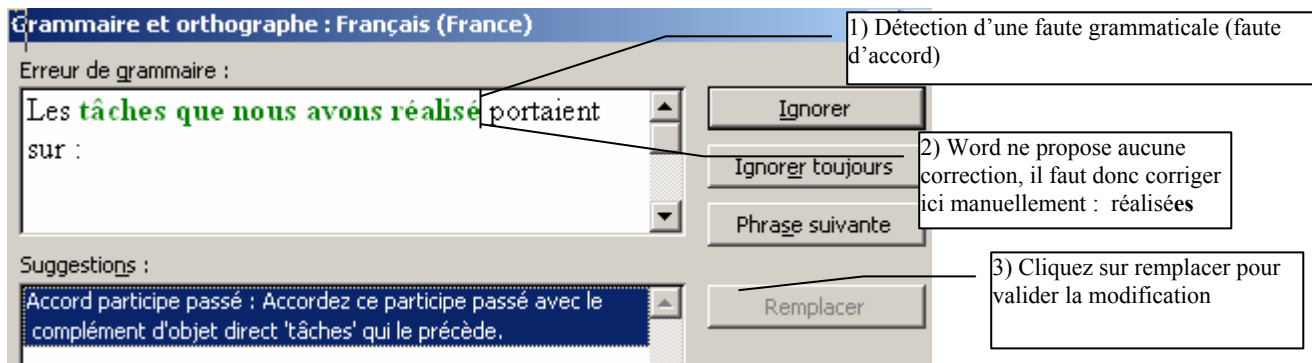 Grammaire et orthographe : Français (France)
1) Détection d’une faute grammaticale (faute
d’accord)
Erreur de grammaire :
Les tâches que nous avons réalisé portaient
sur :
Ignorer
Ignorer toujours
2) Word ne propose aucune
correction, il faut donc corriger
ici manuellement : réalisées
Phrase suivante
Suggestions :
Accord participe passé : Accordez ce participe passé avec le
complément d'objet direct 'tâches' qui le précède.
Remplacer
3) Cliquez sur remplacer pour
valider la modification